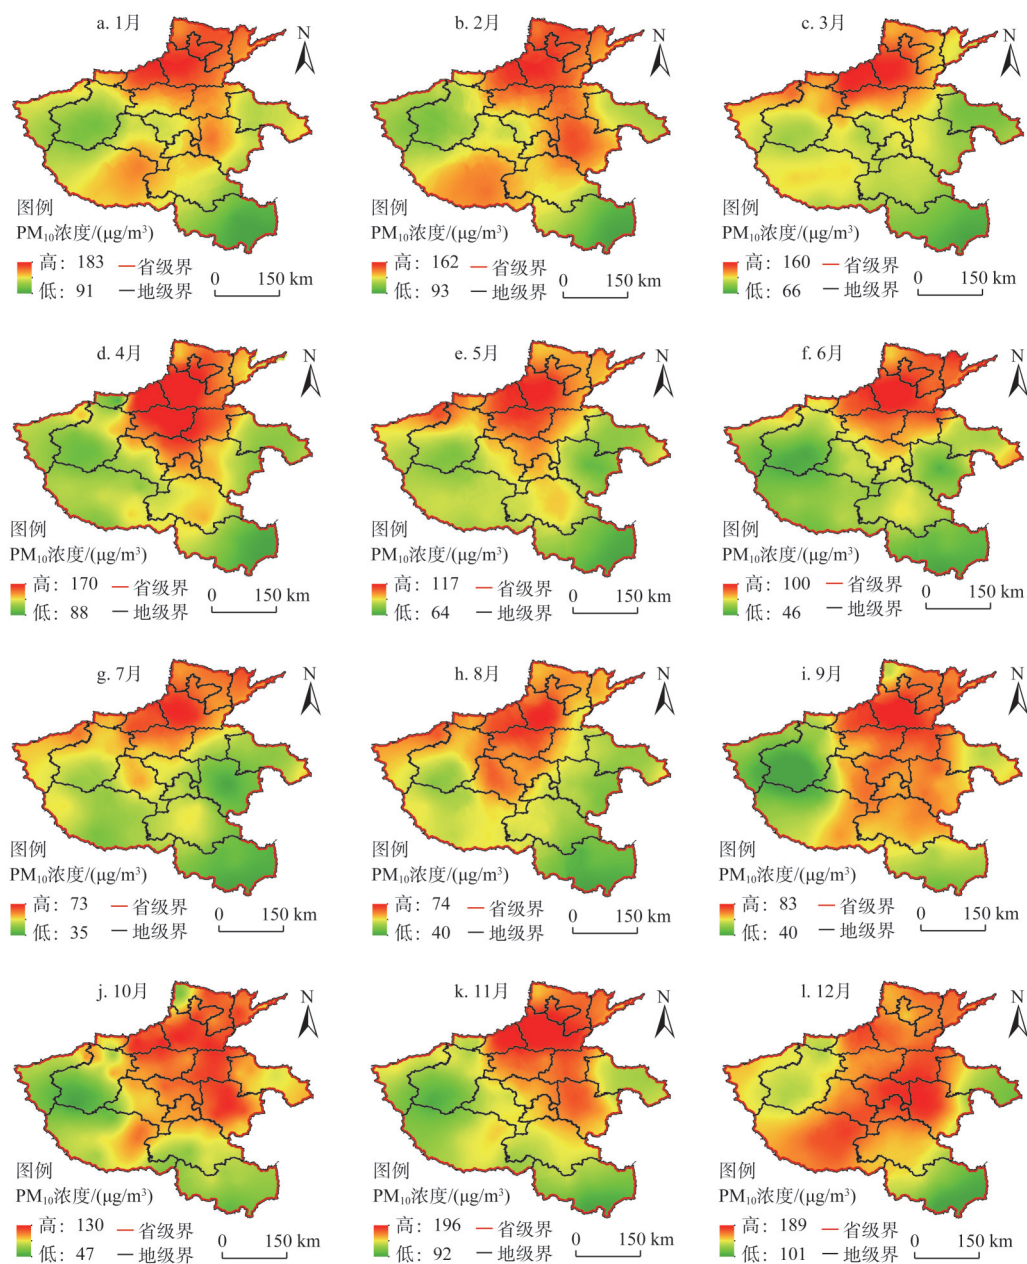 a. 1月
N
图例
PM₁₀浓度/(μg/m³)
高: 183
省级界
低: 91
地级界
0 150 km
b. 2月
N
图例
PM₁₀浓度/(μg/m³)
高: 162
省级界
低: 93
地级界
0 150 km
c. 3月
N
图例
PM₁₀浓度/(μg/m³)
高: 160
省级界
低: 66
地级界
0 150 km
d. 4月
N
图例
PM₁₀浓度/(μg/m³)
高: 170
省级界
低: 88
地级界
0 150 km
e. 5月
N
图例
PM₁₀浓度/(μg/m³)
高: 117
省级界
低: 64
地级界
0 150 km
f. 6月
N
图例
PM₁₀浓度/(μg/m³)
高: 100
省级界
低: 46
地级界
0 150 km
g. 7月
N
图例
PM₁₀浓度/(μg/m³)
高: 73
省级界
低: 35
地级界
0 150 km
h. 8月
N
图例
PM₁₀浓度/(μg/m³)
高: 74
省级界
低: 40
地级界
0 150 km
i. 9月
N
图例
PM₁₀浓度/(μg/m³)
高: 83
省级界
低: 40
地级界
0 150 km
j. 10月
N
图例
PM₁₀浓度/(μg/m³)
高: 130
省级界
低: 47
地级界
0 150 km
k. 11月
N
图例
PM₁₀浓度/(μg/m³)
高: 196
省级界
低: 92
地级界
0 150 km
l. 12月
N
图例
PM₁₀浓度/(μg/m³)
高: 189
省级界
低: 101
地级界
0 150 km